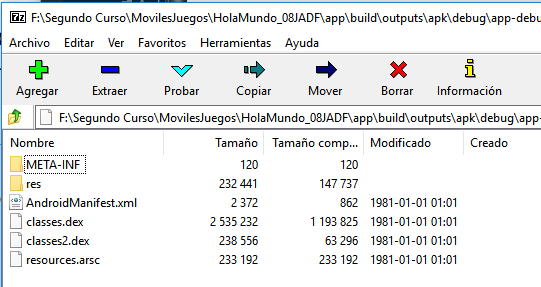 F:\Segundo Curso\MovilesJuegos\HolaMundo_08JADF\app\build\outputs\apk\debug\app-debu
Archivo Editar Ver Favoritos Herramientas Ayuda
Agregar Extraer Probar Copiar Mover Borrar Información
F:\Segundo Curso\MovilesJuegos\HolaMundo_08JADF\app\build\outputs\apk\debug\app-
Nombre Tamaño Tamaño comp... Modificado Creado
META-INF 120 120
res 232 441 147 737
AndroidManifest.xml 2 372 862 1981-01-01 01:01
classes.dex 2 535 232 1 193 825 1981-01-01 01:01
classes2.dex 238 556 63 296 1981-01-01 01:01
resources.arsc 233 192 233 192 1981-01-01 01:01